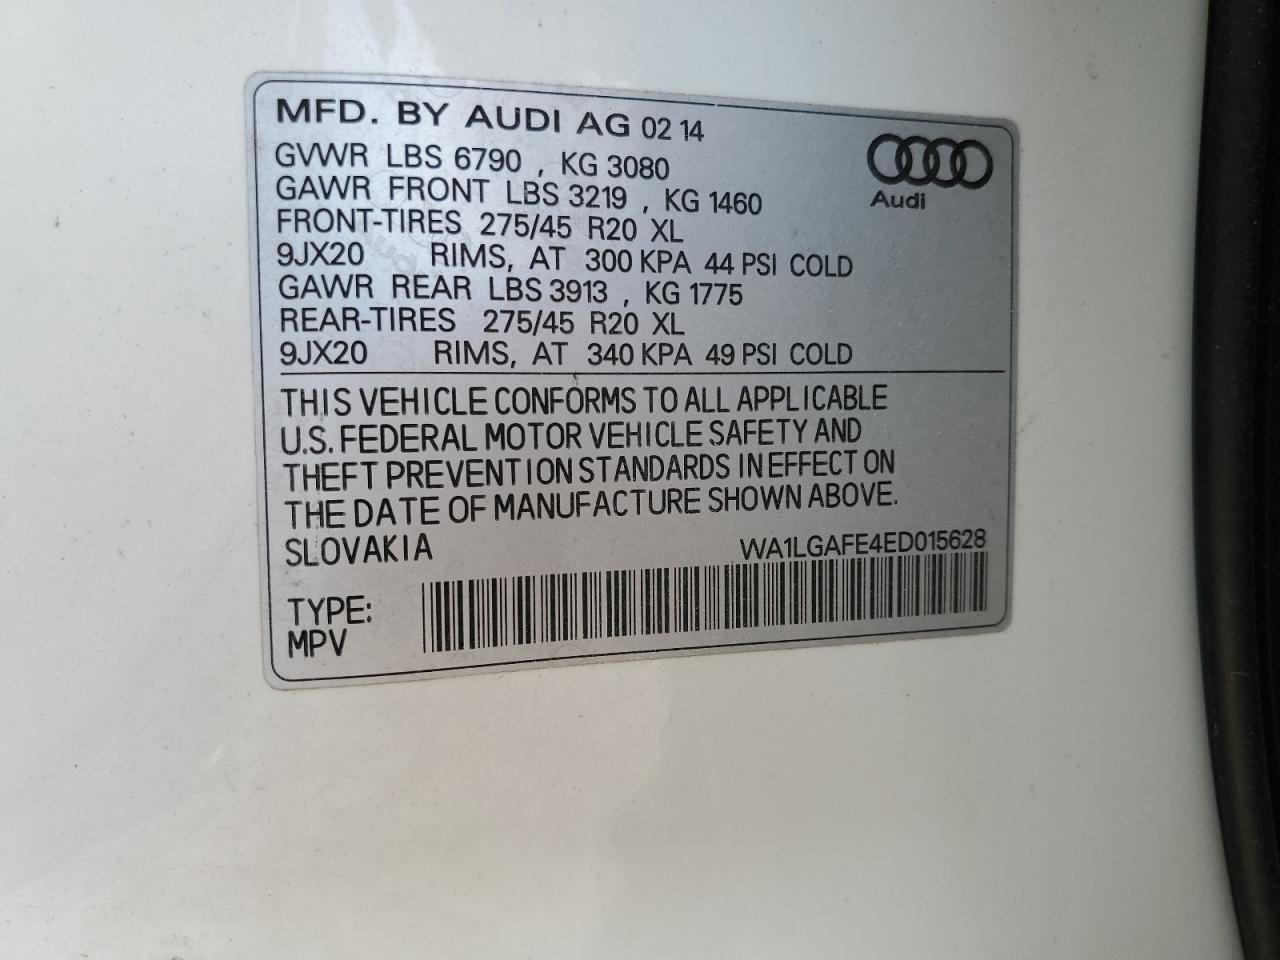 MFD. BY AUDI AG 02 14
GVWR LBS 6790 , KG 3080
GAWR FRONT LBS 3219 , KG 1460
FRONT-TIRES 275/45 R20 XL
9JX20 RIMS, AT 300 KPA 44 PSI COLD
GAWR REAR LBS 3913 , KG 1775
REAR-TIRES 275/45 R20 XL
9JX20 RIMS, AT 340 KPA 49 PSI COLD
Audi
THIS VEHICLE CONFORMS TO ALL APPLICABLE
U.S. FEDERAL MOTOR VEHICLE SAFETY AND
THEFT PREVENTION STANDARDS IN EFFECT ON
THE DATE OF MANUFACTURE SHOWN ABOVE.
SLOVAKIA WA1LGAFE4ED015628
TYPE:
MPV